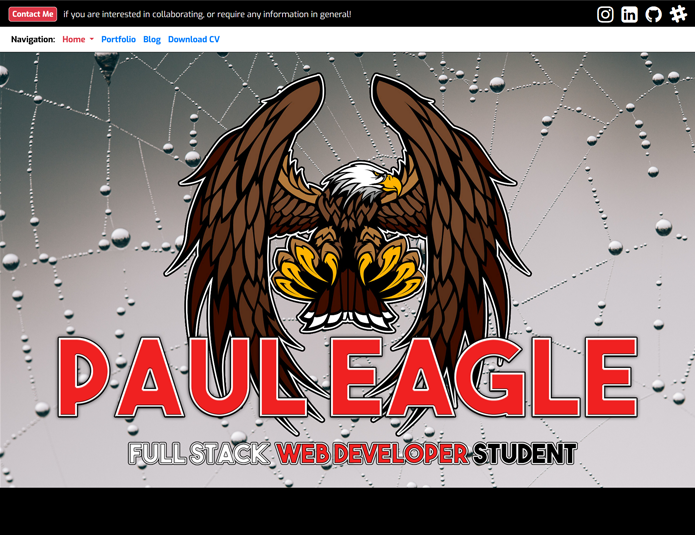 Contact Me if you are interested in collaborating, or require any information in general!
Navigation: Home Portfolio Blog Download CV
PAUL EAGLE
FULL STACK WEB DEVELOPER STUDENT